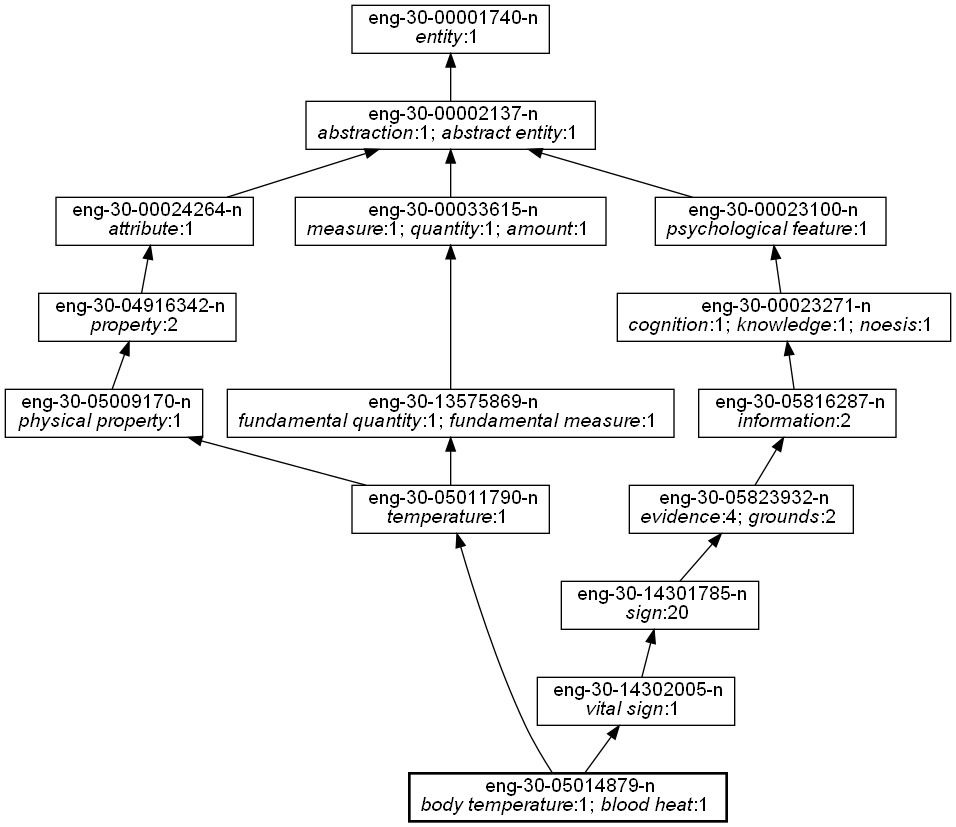 eng-30-00001740-n
entity:1
eng-30-00002137-n
abstraction:1; abstract entity:1
eng-30-00024264-n
attribute:1
eng-30-00033615-n
measure:1; quantity:1; amount:1
eng-30-00023100-n
psychological feature:1
eng-30-04916342-n
property:2
eng-30-00023271-n
cognition:1; knowledge:1; noesis:1
eng-30-05009170-n
physical property:1
eng-30-13575869-n
fundamental quantity:1; fundamental measure:1
eng-30-05816287-n
information:2
eng-30-05011790-n
temperature:1
eng-30-05823932-n
evidence:4; grounds:2
eng-30-14301785-n
sign:20
eng-30-14302005-n
vital sign:1
eng-30-05014879-n
body temperature:1; blood heat:1